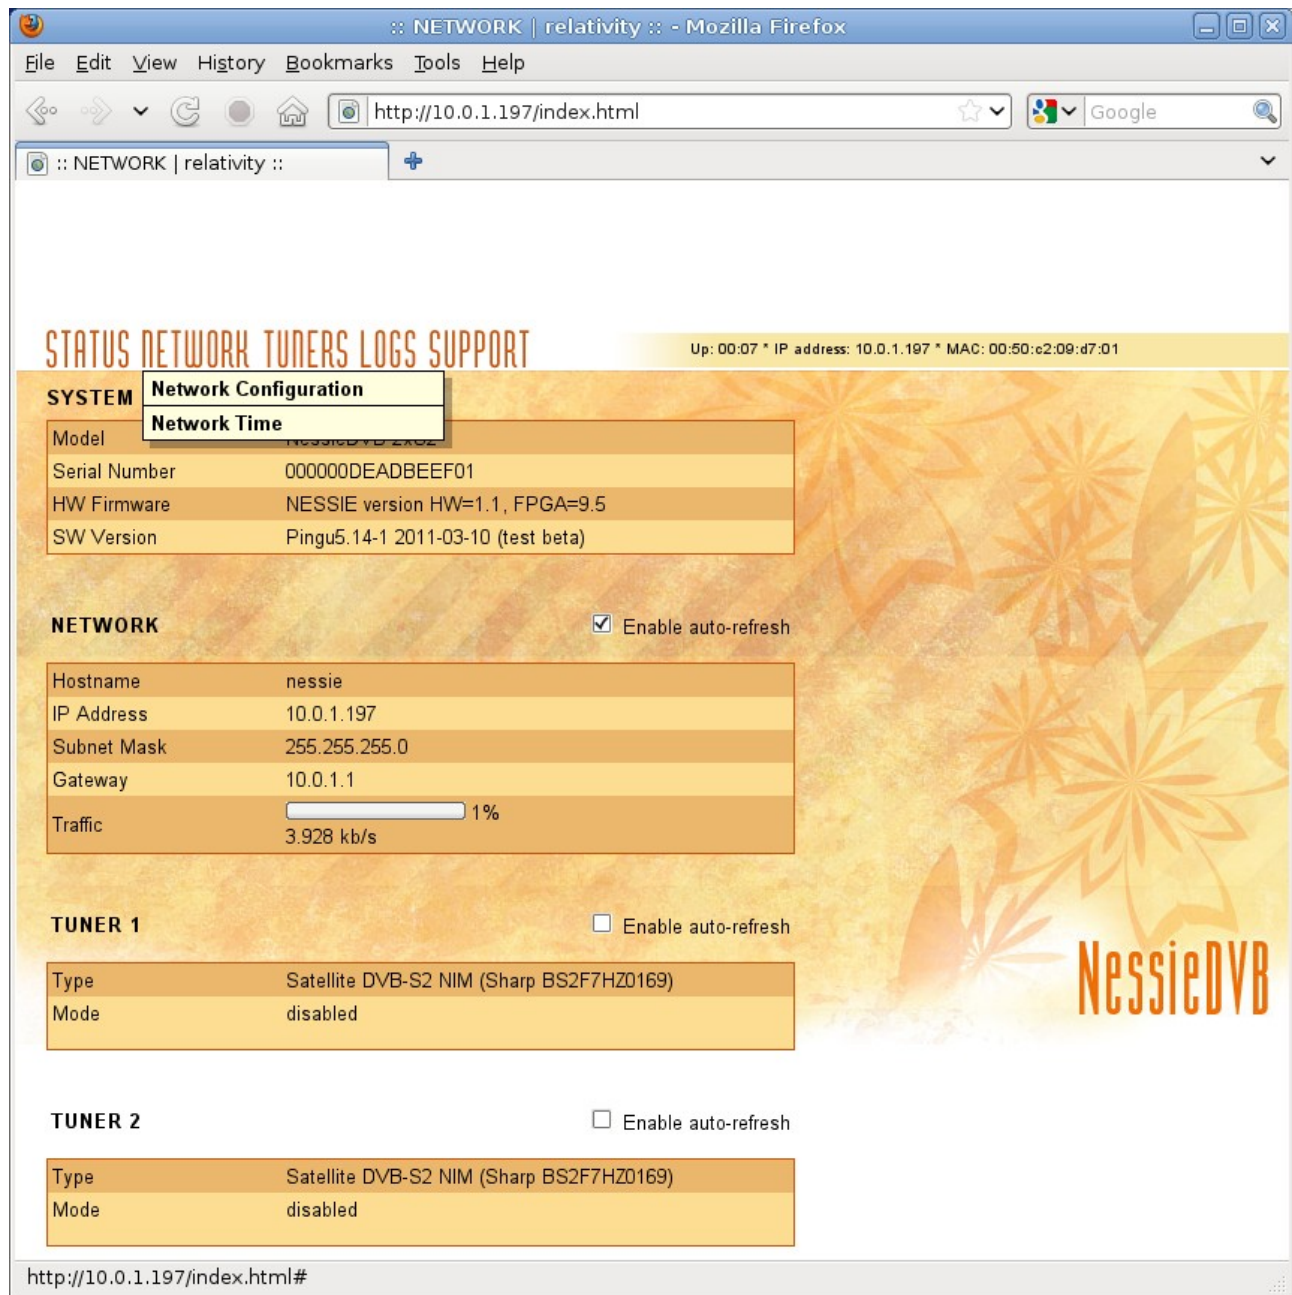 :: NETWORK | relativity :: - Mozilla Firefox
File Edit View History Bookmarks Tools Help
http://10.0.1.197/index.html
Google
:: NETWORK | relativity ::
STATUS NETWORK TUNERS LOGS SUPPORT
Up: 00:07 * IP address: 10.0.1.197 * MAC: 00:50:c2:09:d7:01
SYSTEM
Network Configuration
Network Time
Model NessieDVB 2xS2
Serial Number 000000DEADBEEF01
HW Firmware NESSIE version HW=1.1, FPGA=9.5
SW Version Pingu5.14-1 2011-03-10 (test beta)
NETWORK Enable auto-refresh
Hostname nessie
IP Address 10.0.1.197
Subnet Mask 255.255.255.0
Gateway 10.0.1.1
Traffic 1%
3.928 kb/s
TUNER 1 Enable auto-refresh
Type Satellite DVB-S2 NIM (Sharp BS2F7HZ0169)
Mode disabled
NessieDVB
TUNER 2 Enable auto-refresh
Type Satellite DVB-S2 NIM (Sharp BS2F7HZ0169)
Mode disabled
http://10.0.1.197/index.html#